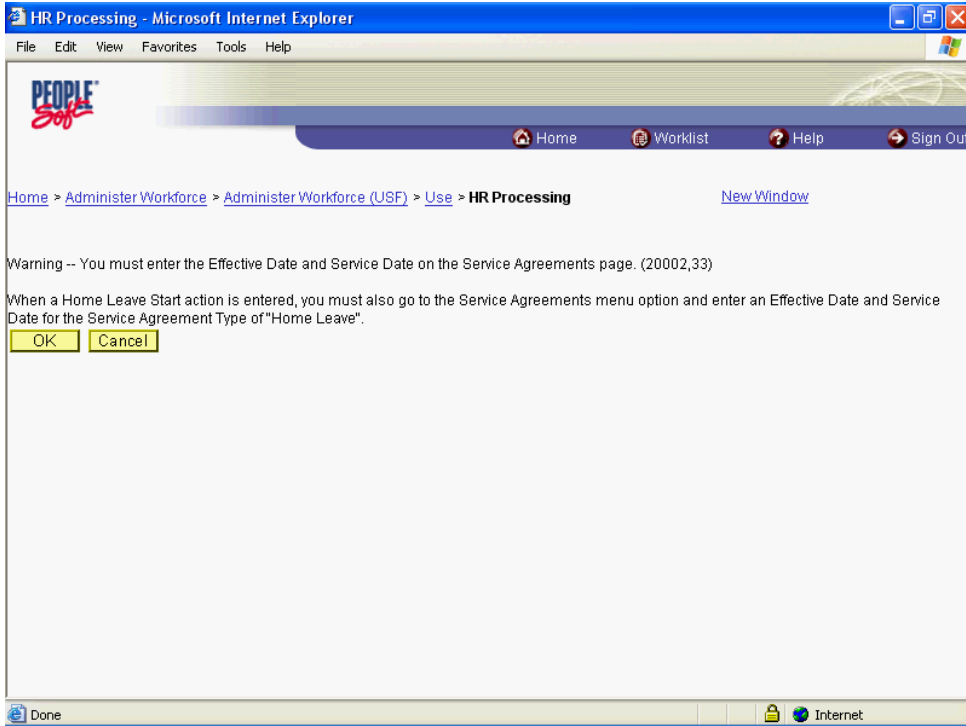 HR Processing - Microsoft Internet Explorer
File Edit View Favorites Tools Help
PEOPLE
Soft
Home Worklist Help Sign Out
Home > Administer Workforce > Administer Workforce (USF) > Use > HR Processing New Window
Warning -- You must enter the Effective Date and Service Date on the Service Agreements page. (20002,33)
When a Home Leave Start action is entered, you must also go to the Service Agreements menu option and enter an Effective Date and Service
Date for the Service Agreement Type of "Home Leave".
OK Cancel
Done Internet